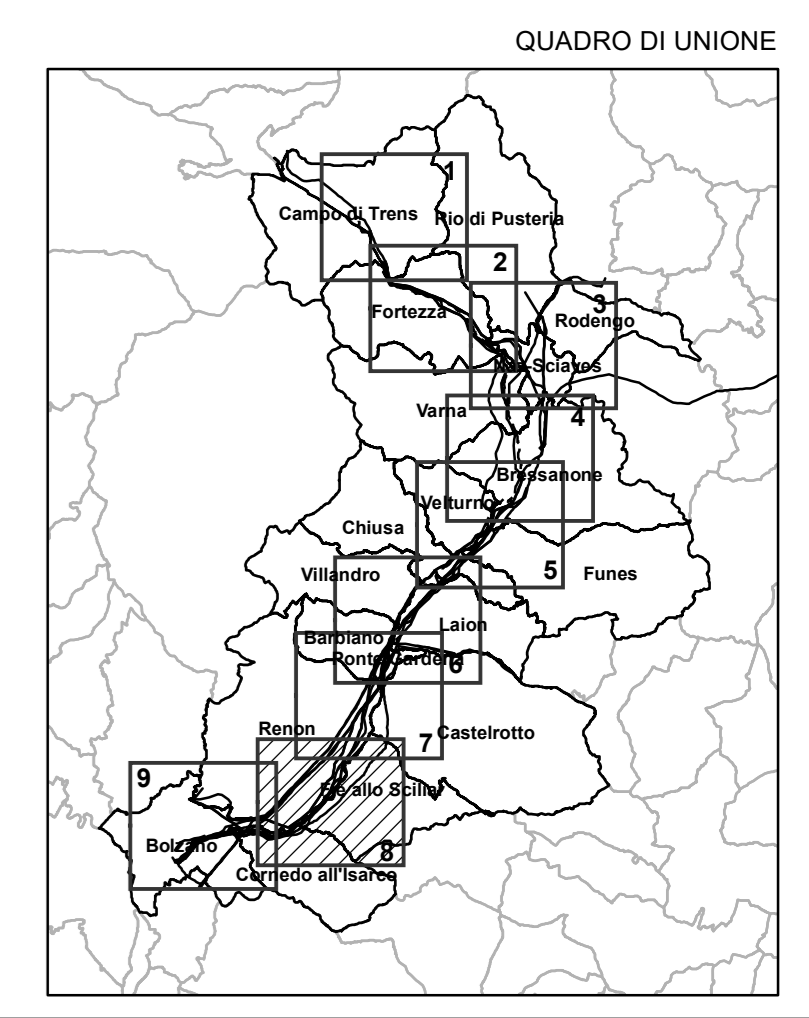 QUADRO DI UNIONE
1
Campo di Trens
Rio di Pusteria
2
3
Fortezza
Rodengo
Naz-Sciaves
Varna
4
Bressanone
Velturno
Chiusa
5
Villandro
Funes
Laion
Barbiano
Ponte Gardena
6
Renon
7
Castelrotto
9
Fiè allo Sciliar
Bolzano
8
Cornedo all'Isarco